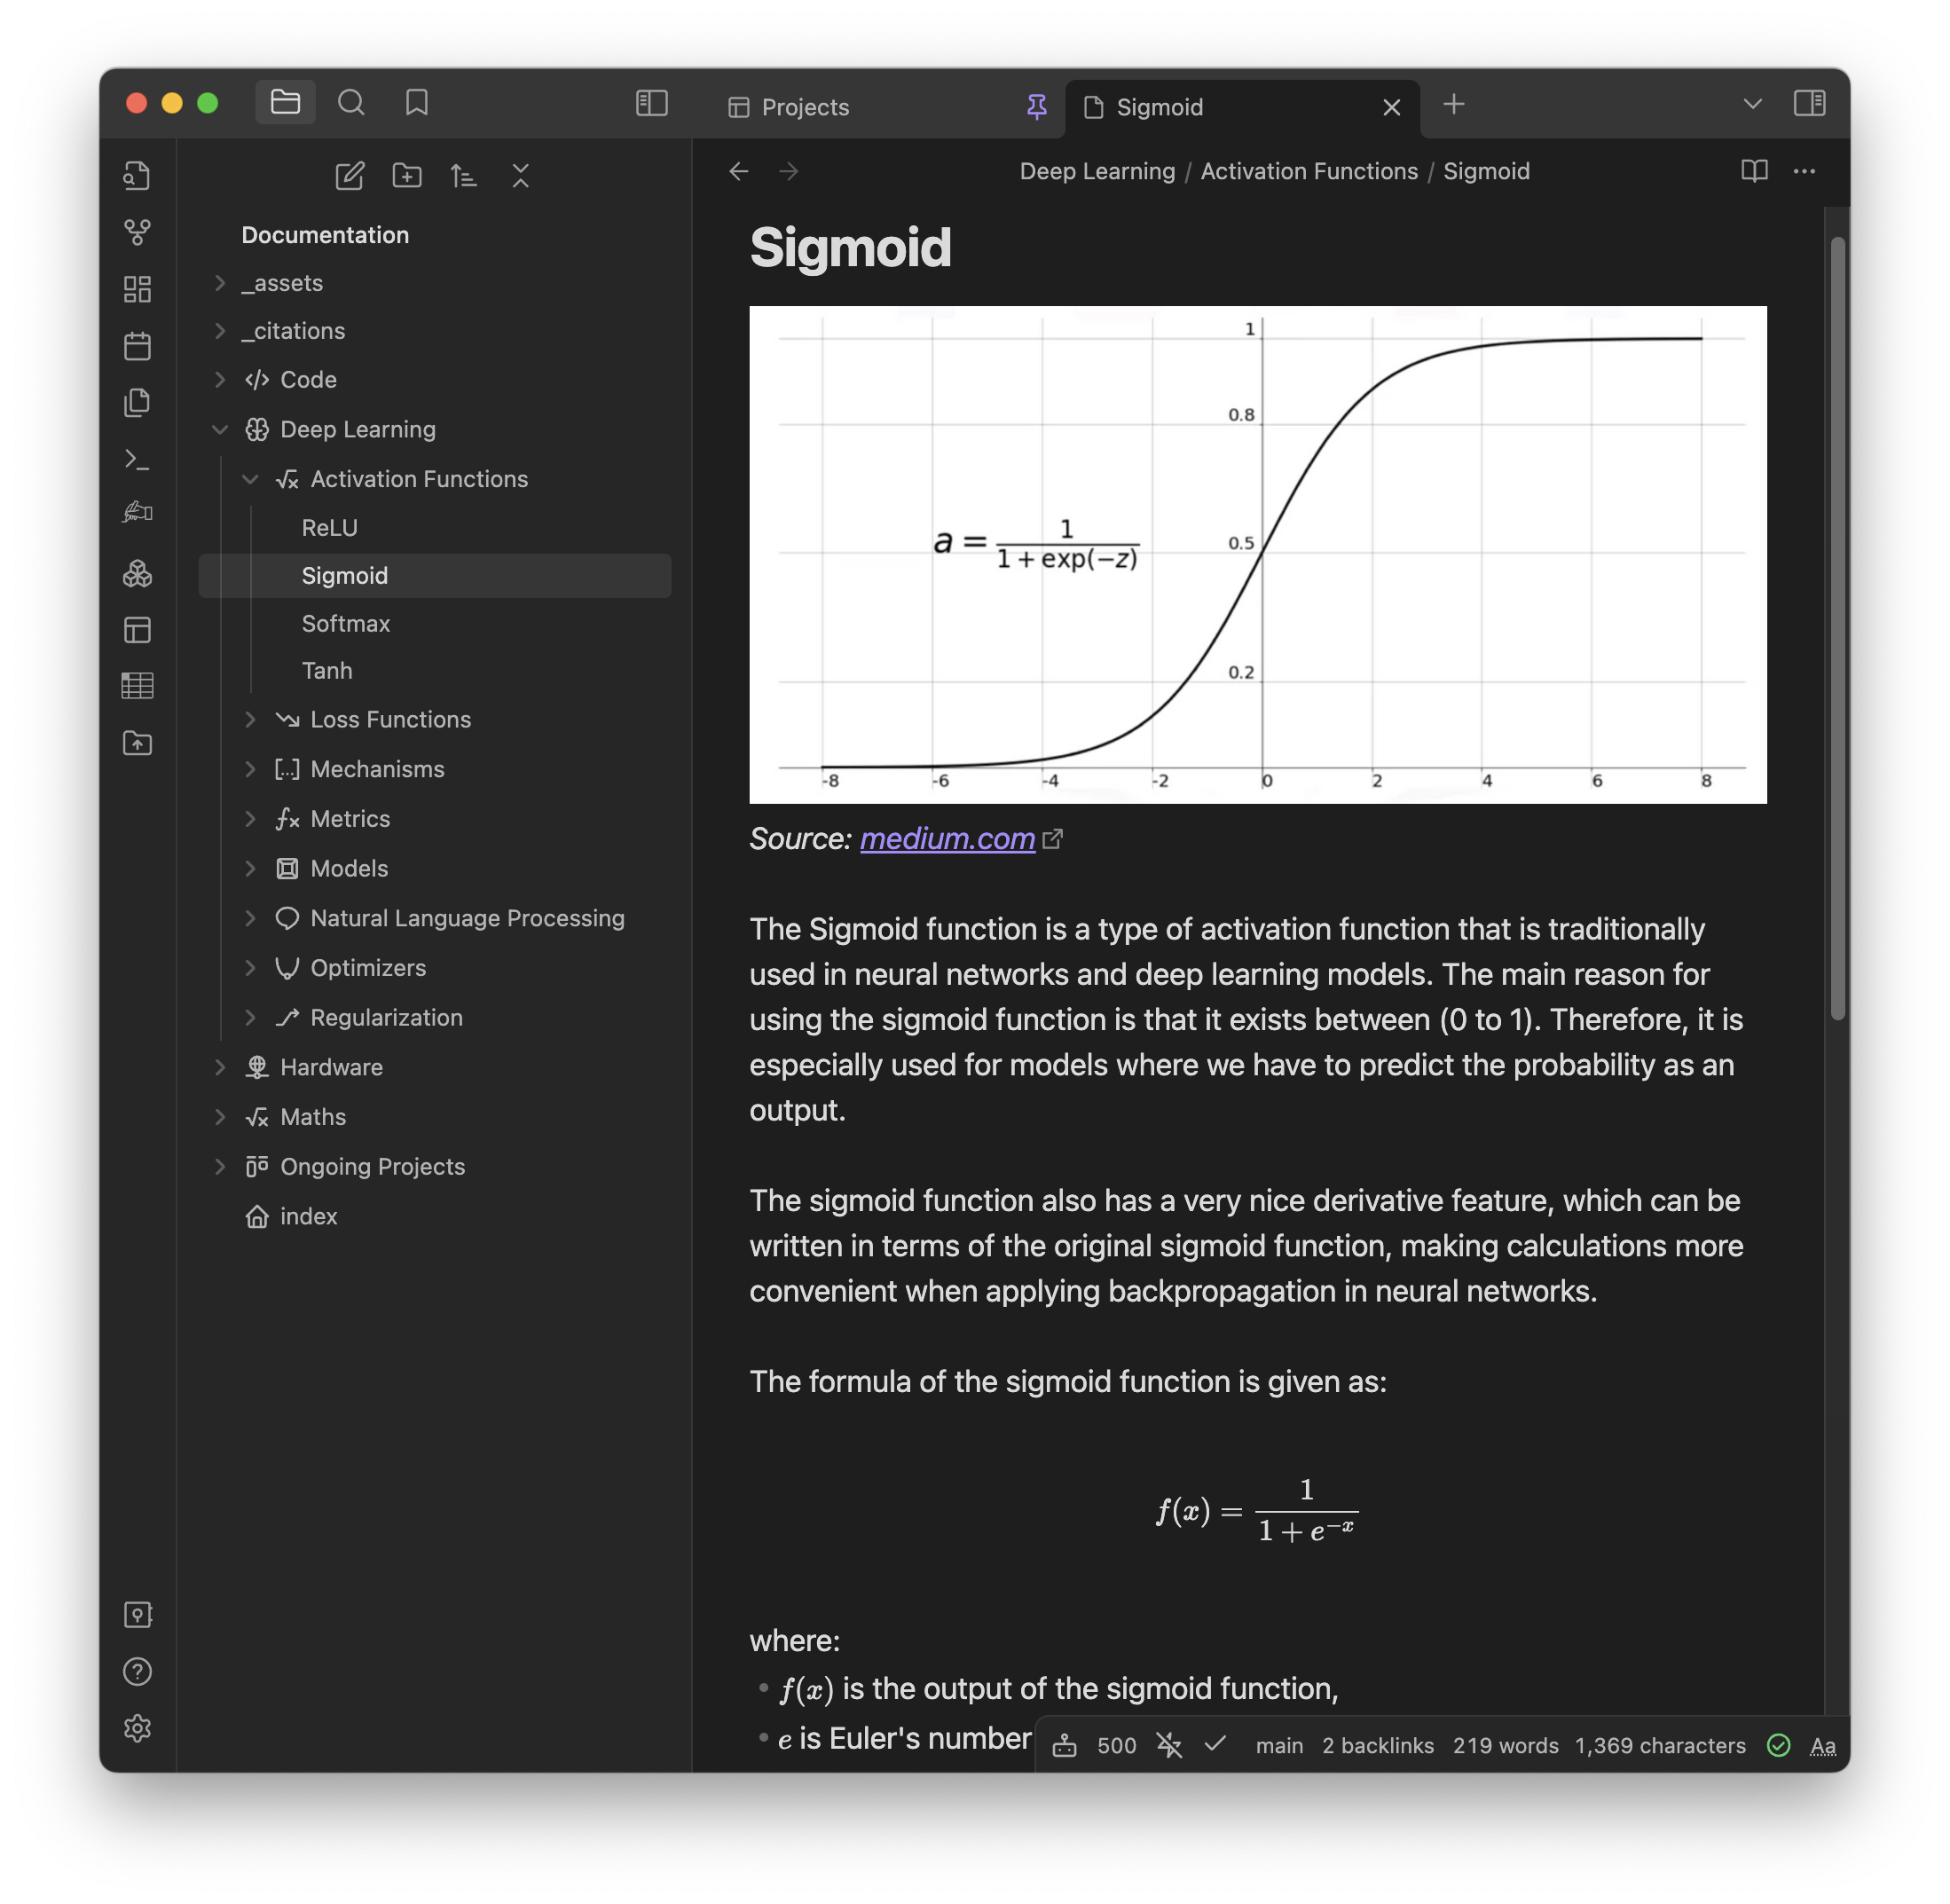 Projects
Sigmoid
Deep Learning / Activation Functions / Sigmoid
Documentation
_assets
_citations
</> Code
Deep Learning
√x Activation Functions
ReLU
Sigmoid
Softmax
Tanh
Loss Functions
[...] Mechanisms
fx Metrics
Models
Natural Language Processing
Optimizers
Regularization
Hardware
√x Maths
Ongoing Projects
index
Sigmoid
1
0.8
0.5
0.2
a = 1 / (1 + exp(−z))
-8 -6 -4 -2 0 2 4 6 8
Source: medium.com
The Sigmoid function is a type of activation function that is traditionally
used in neural networks and deep learning models. The main reason for
using the sigmoid function is that it exists between (0 to 1). Therefore, it is
especially used for models where we have to predict the probability as an
output.
The sigmoid function also has a very nice derivative feature, which can be
written in terms of the original sigmoid function, making calculations more
convenient when applying backpropagation in neural networks.
The formula of the sigmoid function is given as:
f(x) = 1 / (1 + e^−x)
where:
• f(x) is the output of the sigmoid function,
• e is Euler's number
500 main 2 backlinks 219 words 1,369 characters Aa